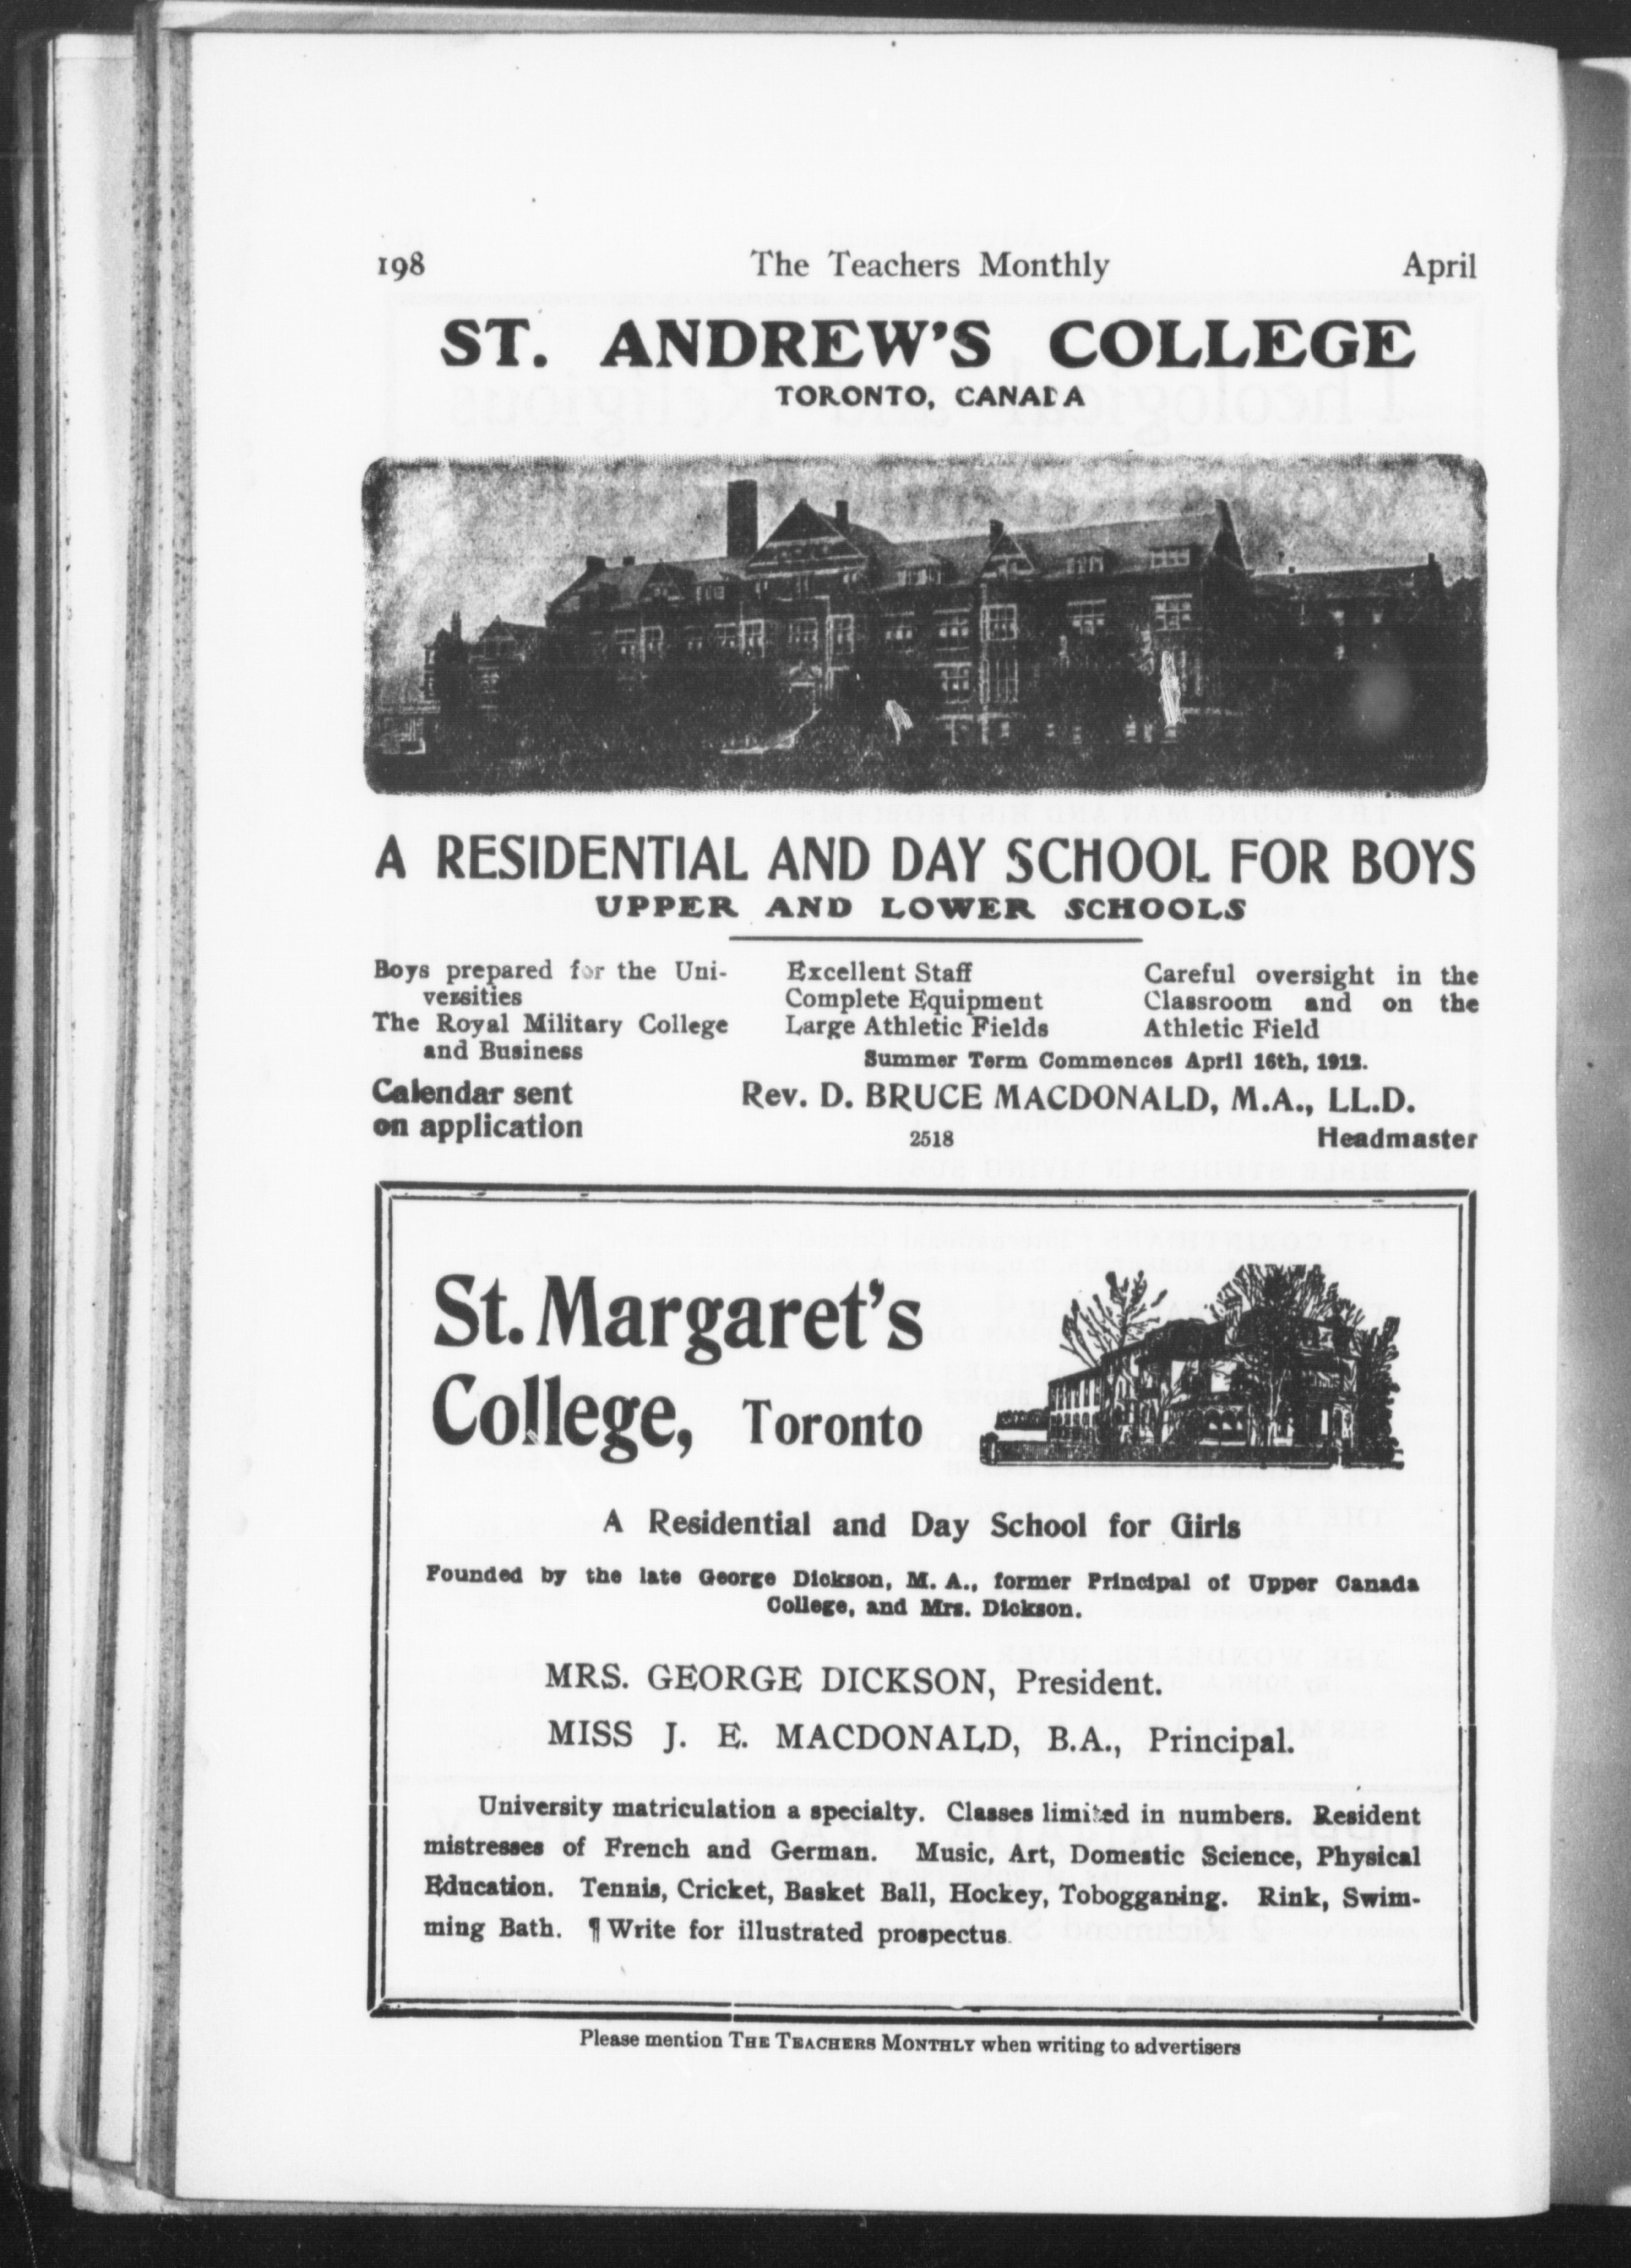 198 The Teachers Monthly April
ST. ANDREW'S COLLEGE
TORONTO, CANADA
A RESIDENTIAL AND DAY SCHOOL FOR BOYS
UPPER AND LOWER SCHOOLS
Boys prepared for the Uni-
versities
The Royal Military College
and Business
Excellent Staff
Complete Equipment
Large Athletic Fields
Careful oversight in the
Classroom and on the
Athletic Field
Summer Term Commences April 16th, 1912.
Calendar sent
on application
Rev. D. BRUCE MACDONALD, M.A., LL.D.
2518 Headmaster
St. Margaret's
College, Toronto
A Residential and Day School for Girls
Founded by the late George Dickson, M. A., former Principal of Upper Canada
College, and Mrs. Dickson.
MRS. GEORGE DICKSON, President.
MISS J. E. MACDONALD, B.A., Principal.
University matriculation a specialty. Classes limited in numbers. Resident
mistresses of French and German. Music, Art, Domestic Science, Physical
Education. Tennis, Cricket, Basket Ball, Hockey, Tobogganing. Rink, Swim-
ming Bath. ¶ Write for illustrated prospectus.
Please mention THE TEACHERS MONTHLY when writing to advertisers